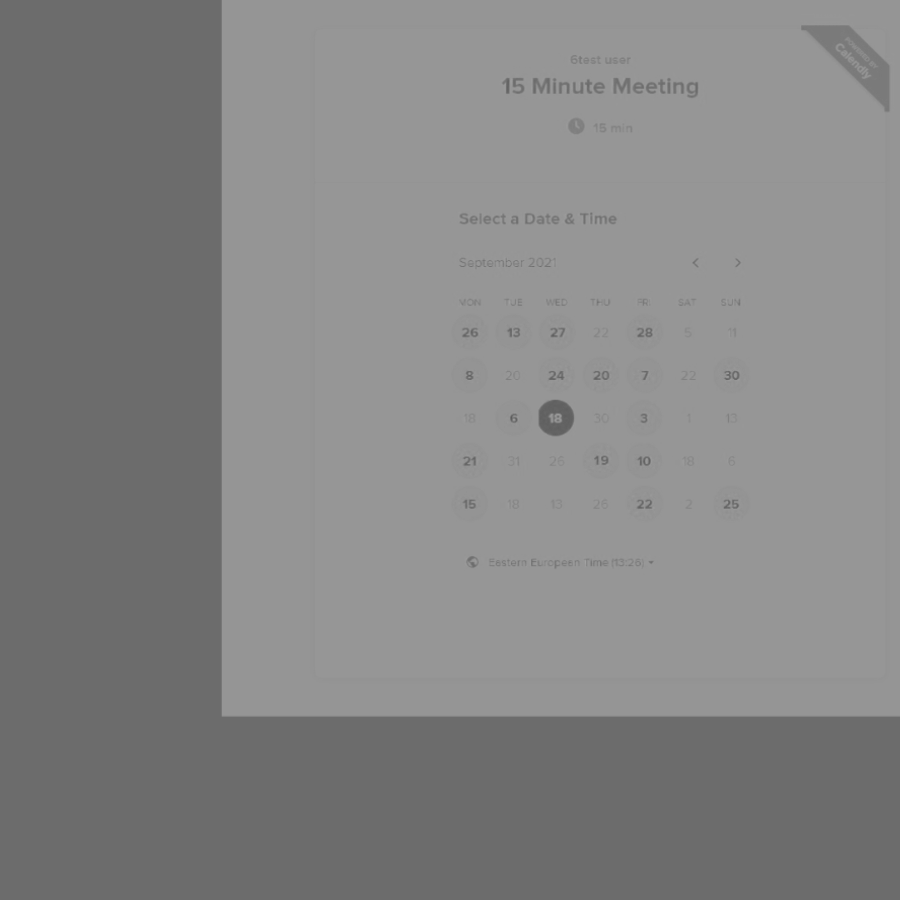 POWERED BY
Calendly
6test user
15 Minute Meeting
15 min
Select a Date & Time
September 2021
MON TUE WED THU FRI SAT SUN
26 13 27 22 28 5 11
8 20 24 20 7 22 30
18 6 18 30 3 1 13
21 31 26 19 10 18 6
15 18 13 26 22 2 25
Eastern European Time (13:26)